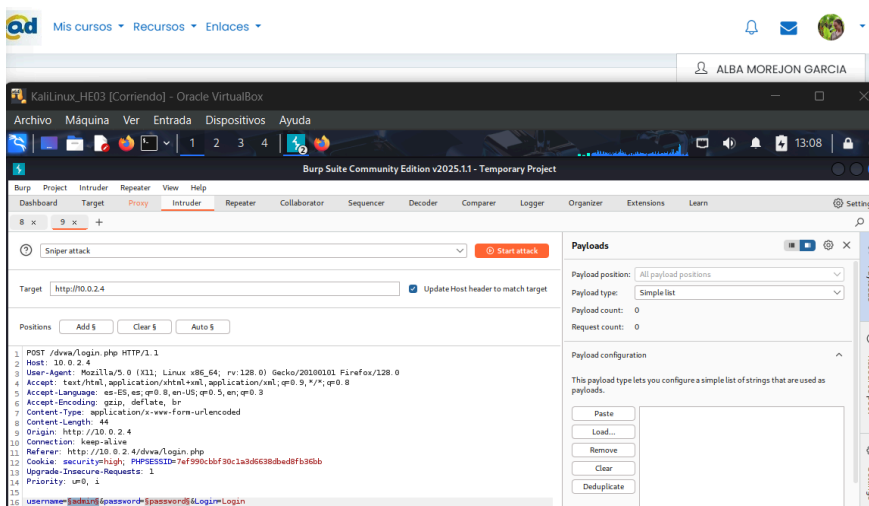 ad Mis cursos Recursos Enlaces
ALBA MOREJON GARCIA
KaliLinux_HE03 [Corriendo] - Oracle VirtualBox
Archivo Máquina Ver Entrada Dispositivos Ayuda
1 2 3 4 13:08
Burp Suite Community Edition v2025.1.1 - Temporary Project
Burp Project Intruder Repeater View Help
Dashboard Target Proxy Intruder Repeater Collaborator Sequencer Decoder Comparer Logger Organizer Extensions Learn Setting
8 × 9 × +
Sniper attack Start attack
Target http://10.0.2.4 Update Host header to match target
Positions Add § Clear § Auto §
1 POST /dvwa/login.php HTTP/1.1
2 Host: 10.0.2.4
3 User-Agent: Mozilla/5.0 (X11; Linux x86_64; rv:128.0) Gecko/20100101 Firefox/128.0
4 Accept: text/html,application/xhtml+xml,application/xml;q=0.9,*/*;q=0.8
5 Accept-Language: es-ES,es;q=0.8,en-US;q=0.5,en;q=0.3
6 Accept-Encoding: gzip, deflate, br
7 Content-Type: application/x-www-form-urlencoded
8 Content-Length: 44
9 Origin: http://10.0.2.4
10 Connection: keep-alive
11 Referer: http://10.0.2.4/dvwa/login.php
12 Cookie: security=high; PHPSESSID=7ef990cbbf30c1a3d6638dbed8fb36bb
13 Upgrade-Insecure-Requests: 1
14 Priority: u=0, i
15
16 username=§admin§&password=§password§&Login=Login
Payloads
Payload position: All payload positions
Payload type: Simple list
Payload count: 0
Request count: 0
Payload configuration
This payload type lets you configure a simple list of strings that are used as
payloads.
Paste
Load...
Remove
Clear
Deduplicate